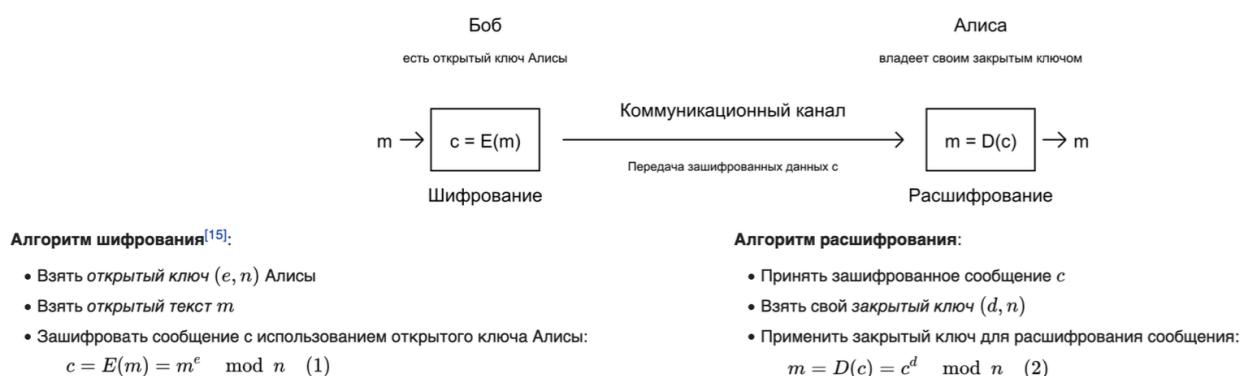 Боб
есть открытый ключ Алисы
Алиса
владеет своим закрытым ключом
Коммуникационный канал
m → c = E(m)
m = D(c) → m
Передача зашифрованных данных c
Шифрование
Расшифрование
Алгоритм шифрования[15]:
• Взять открытый ключ (e, n) Алисы
• Взять открытый текст m
• Зашифровать сообщение с использованием открытого ключа Алисы:
c = E(m) = m^e mod n (1)
Алгоритм расшифрования:
• Принять зашифрованное сообщение c
• Взять свой закрытый ключ (d, n)
• Применить закрытый ключ для расшифрования сообщения:
m = D(c) = c^d mod n (2)